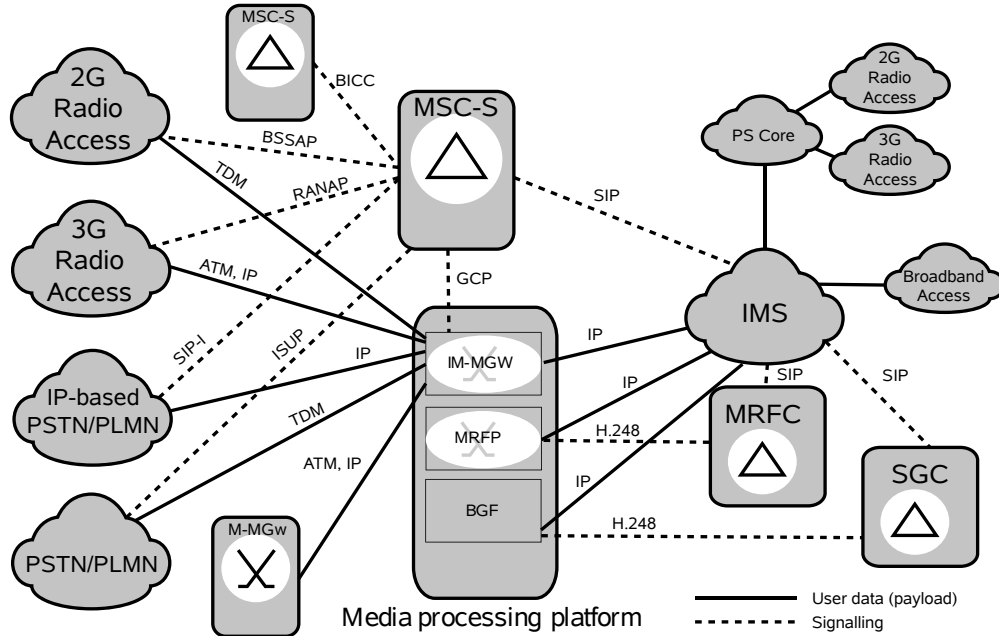 MSC-S
2G
Radio
Access
BICC
MSC-S
2G
Radio
Access
PS Core
3G
Radio
Access
BSSAP
TDM
RANAP
SIP
3G
Radio
Access
ATM, IP
GCP
IMS
Broadband
Access
SIP-I
ISUP
IP
IM-MGW
IP
SIP
SIP
IP-based
PSTN/PLMN
TDM
MRFP
IP
H.248
MRFC
ATM, IP
SGC
IP
BGF
H.248
PSTN/PLMN
M-MGw
Media processing platform
User data (payload)
Signalling